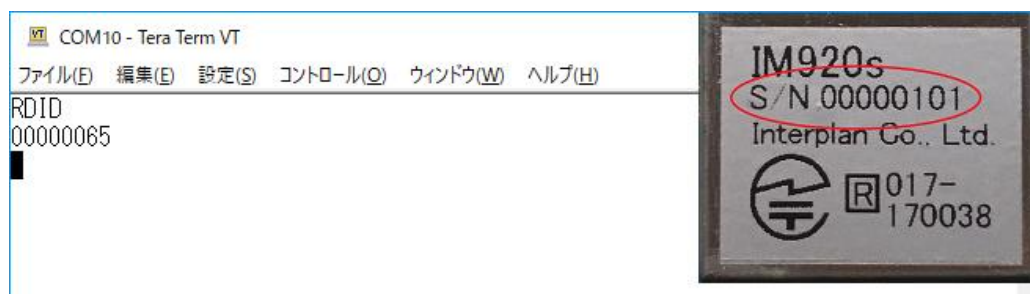 COM10 - Tera Term VT
ファイル(F) 編集(E) 設定(S) コントロール(O) ウィンドウ(W) ヘルプ(H)
RDID
00000065
IM920s
S/N 00000101
Interplan Co., Ltd.
R 017-
170038